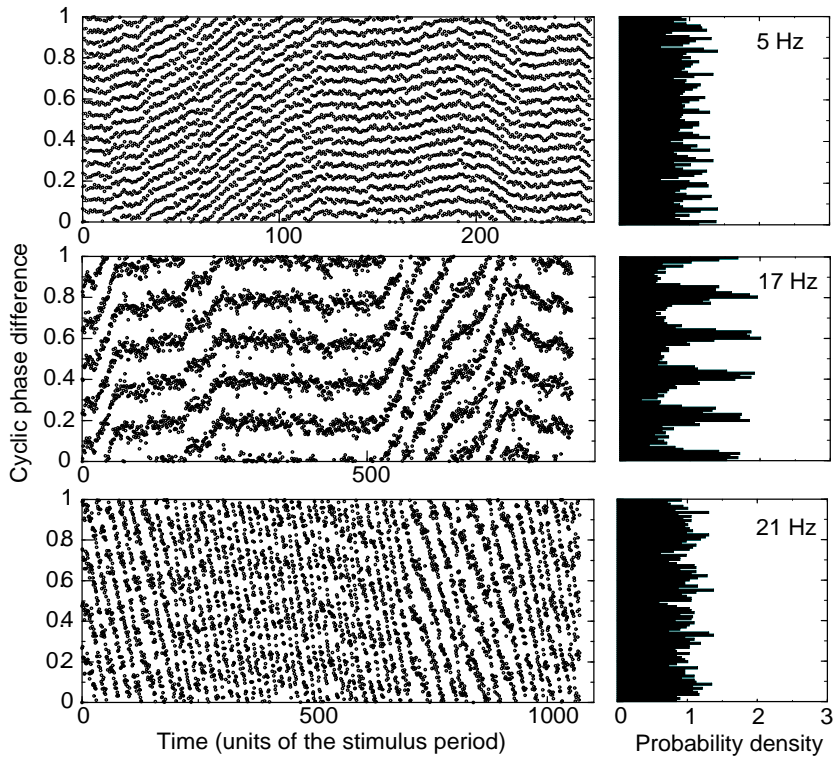 1
0.8
0.6
0.4
0.2
0
0 100 200
5 Hz
Cyclic phase difference
1
0.8
0.6
0.4
0.2
0
0 500
17 Hz
1
0.8
0.6
0.4
0 2
0
0 500 1000
Time (units of the stimulus period)
21 Hz
0 1 2 3
Probability density